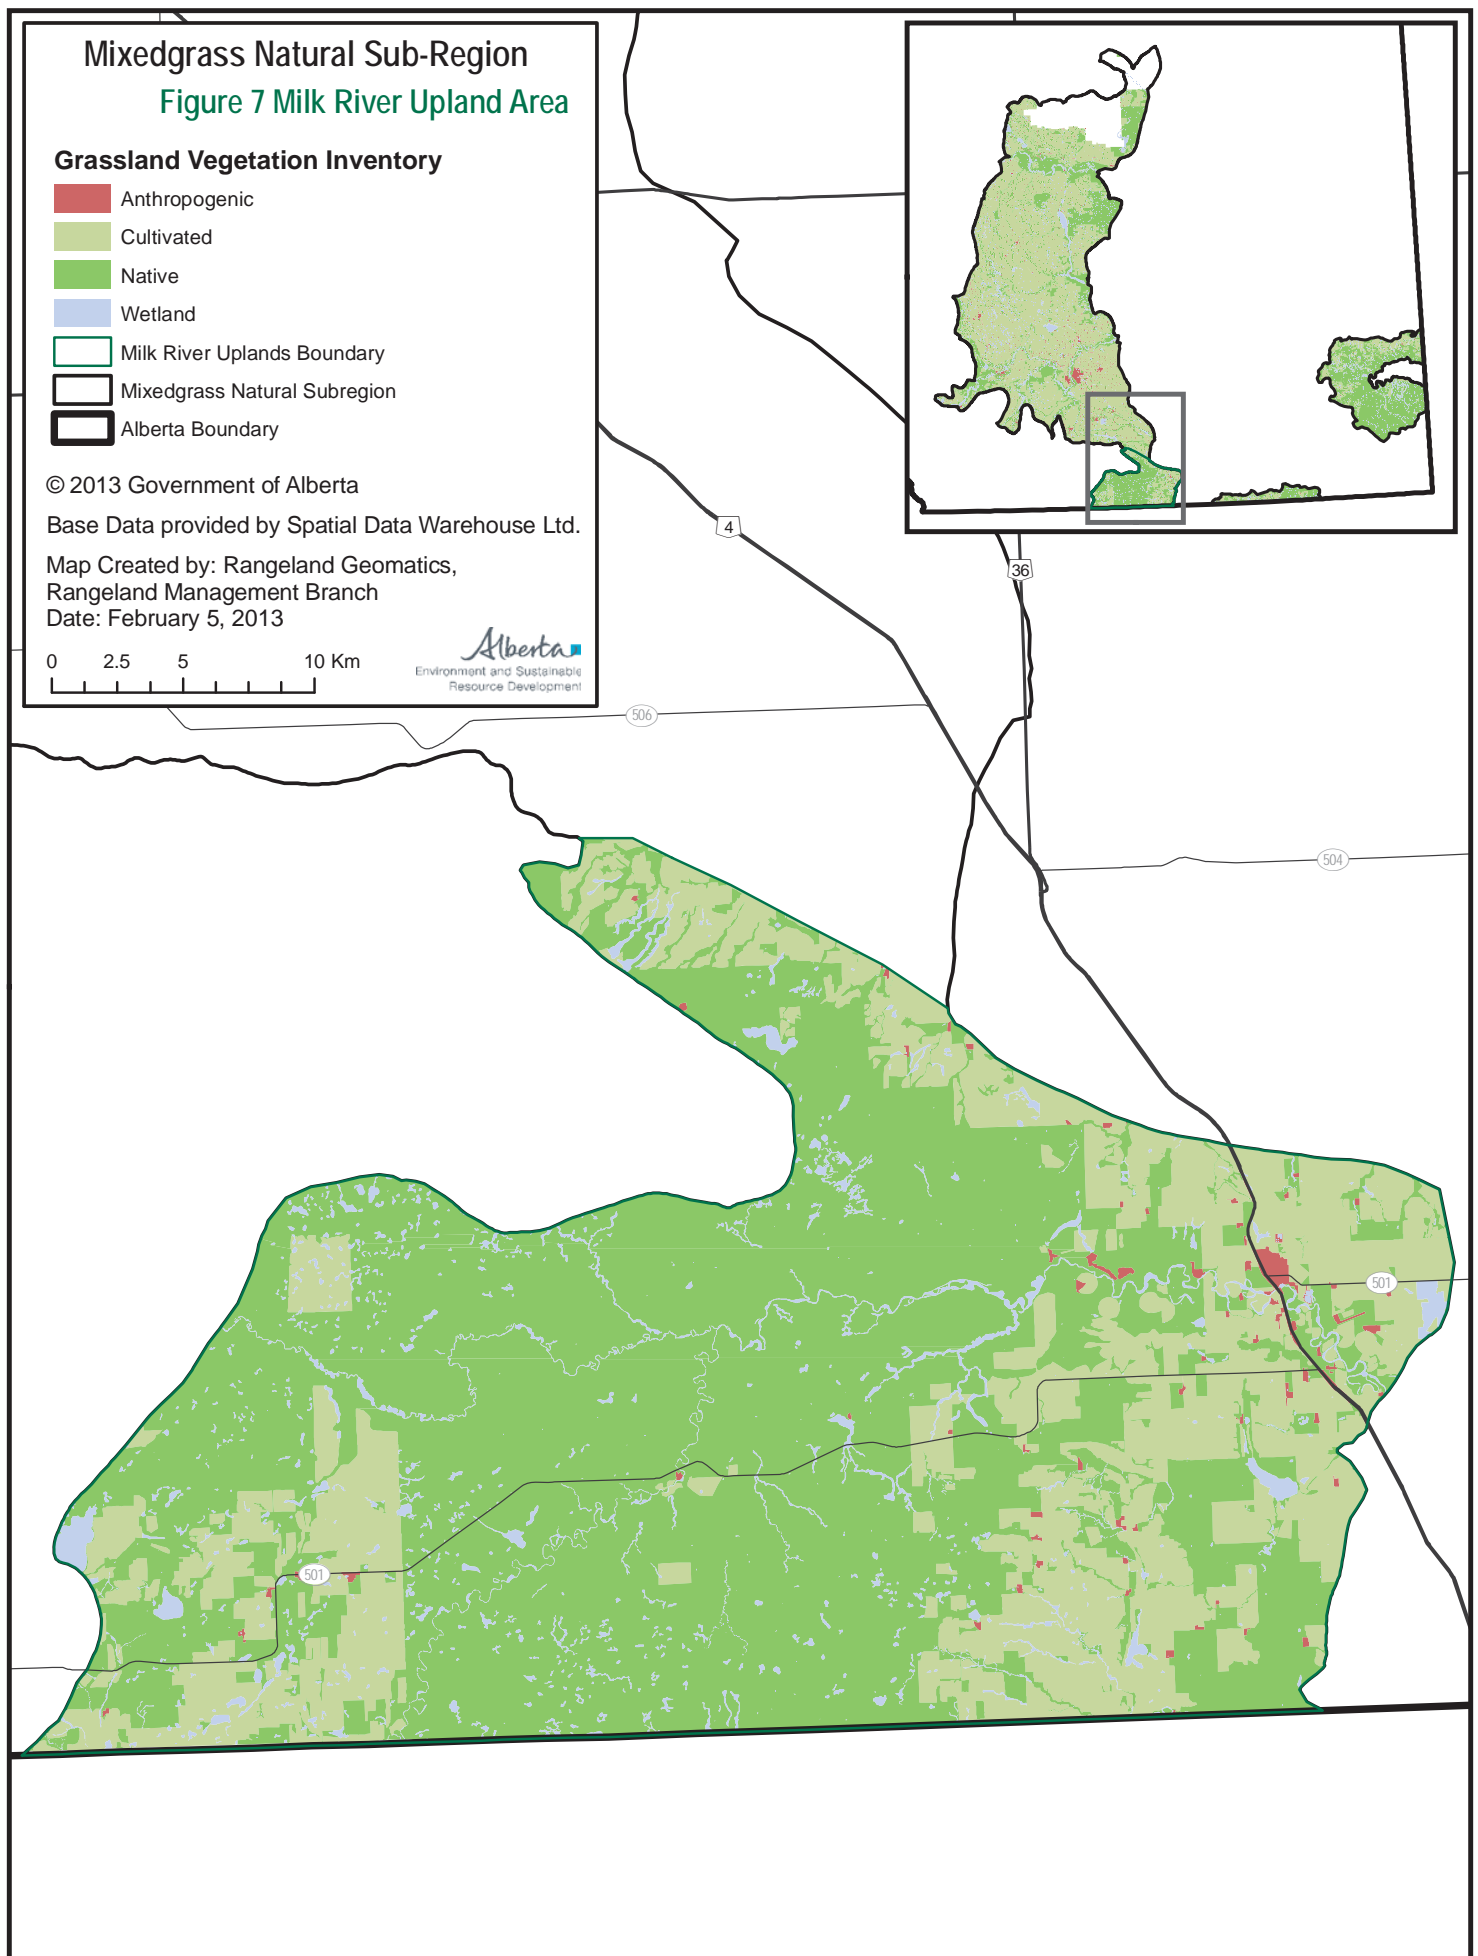 Mixedgrass Natural Sub-Region
Figure 7 Milk River Upland Area
Grassland Vegetation Inventory
Anthropogenic
Cultivated
Native
Wetland
Milk River Uplands Boundary
Mixedgrass Natural Subregion
Alberta Boundary
© 2013 Government of Alberta
Base Data provided by Spatial Data Warehouse Ltd.
Map Created by: Rangeland Geomatics,
Rangeland Management Branch
Date: February 5, 2013
0 2.5 5 10 Km
Alberta
Environment and Sustainable
Resource Development
4
36
506
504
501
501